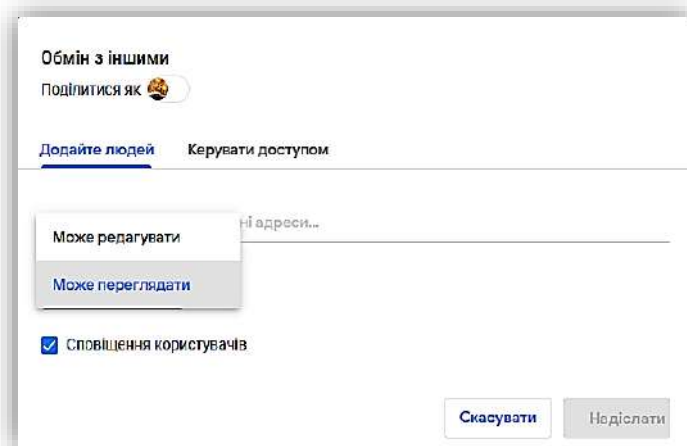 Обмін з іншими
Поділитися як
Додайте людей Керувати доступом
ні адреси...
Може редагувати
Може переглядати
Сповіщення користувачів
Скасувати Надіслати